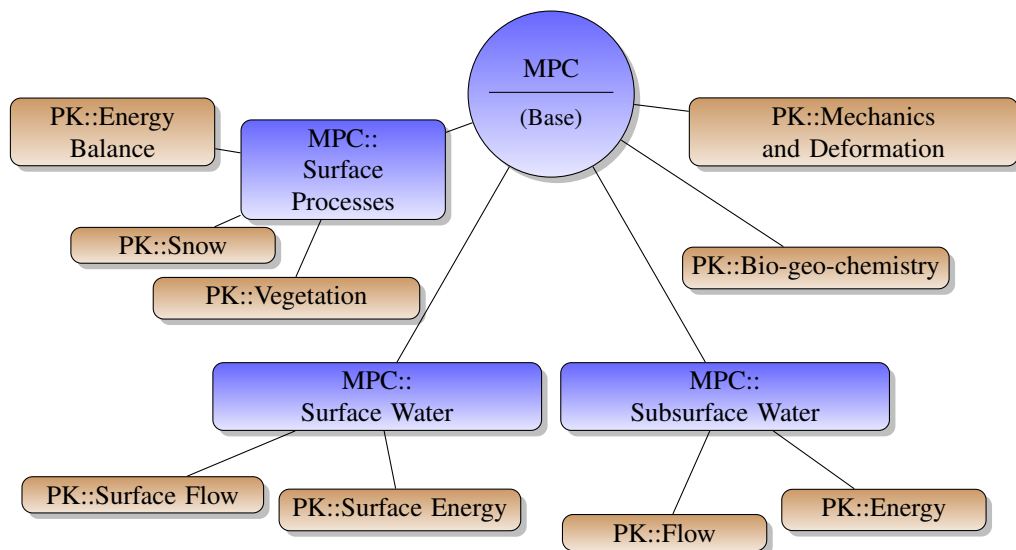 MPC
(Base)
PK::Energy
Balance
MPC::
Surface
Processes
PK::Snow
PK::Vegetation
PK::Mechanics
and Deformation
PK::Bio-geo-chemistry
MPC::
Surface Water
MPC::
Subsurface Water
PK::Surface Flow
PK::Surface Energy
PK::Flow
PK::Energy